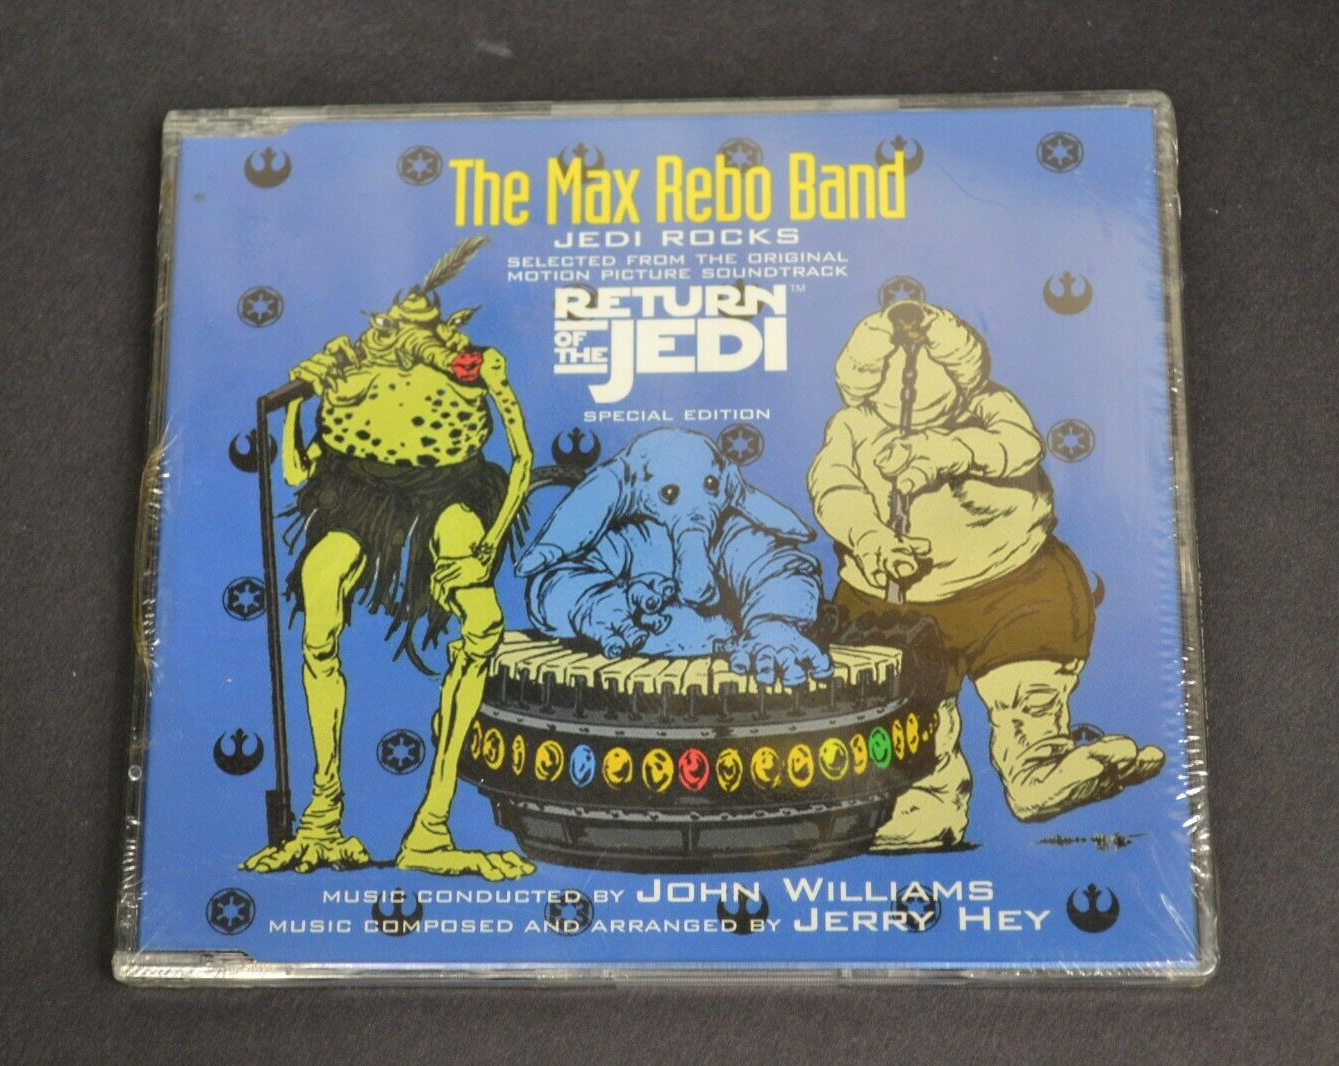 The Max Rebo Band
JEDI ROCKS
SELECTED FROM THE ORIGINAL
MOTION PICTURE SOUNDTRACK
RETURN™
OF THE JEDI
SPECIAL EDITION
MUSIC CONDUCTED BY JOHN WILLIAMS
MUSIC COMPOSED AND ARRANGED BY JERRY HEY